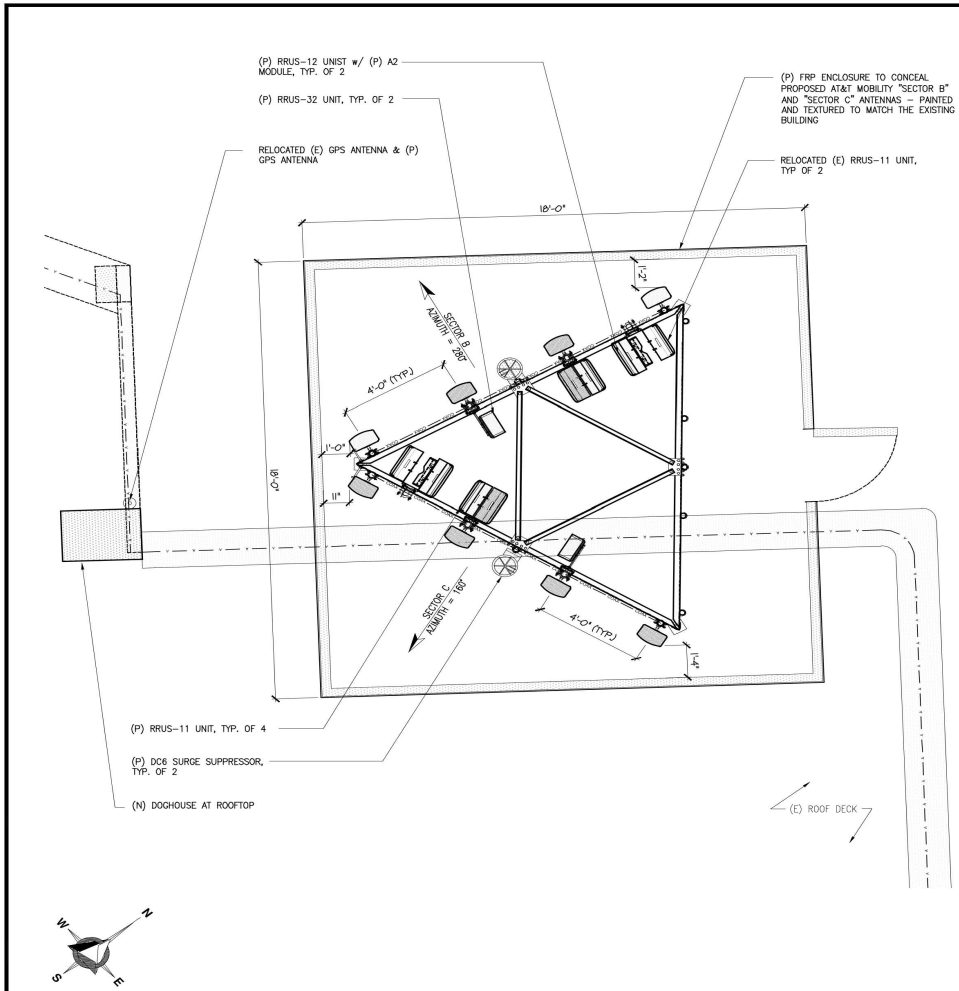 (P) RRUS-12 UNIST w/ (P) A2
MODULE, TYP. OF 2
(P) RRUS-32 UNIT, TYP. OF 2
RELOCATED (E) GPS ANTENNA & (P)
GPS ANTENNA
(P) FRP ENCLOSURE TO CONCEAL
PROPOSED AT&T MOBILITY "SECTOR B"
AND "SECTOR C" ANTENNAS – PAINTED
AND TEXTURED TO MATCH THE EXISTING
BUILDING
RELOCATED (E) RRUS-11 UNIT,
TYP OF 2
18'-0"
1'-2"
SECTOR B
AZIMUTH = 280°
4'-0" (TYP.)
1'-0"
18'-0"
11"
SECTOR C
AZIMUTH = 160°
4'-0" (TYP.)
1'-4"
(P) RRUS-11 UNIT, TYP. OF 4
(P) DC6 SURGE SUPPRESSOR,
TYP. OF 2
(N) DOGHOUSE AT ROOFTOP
(E) ROOF DECK
W
N
S
E